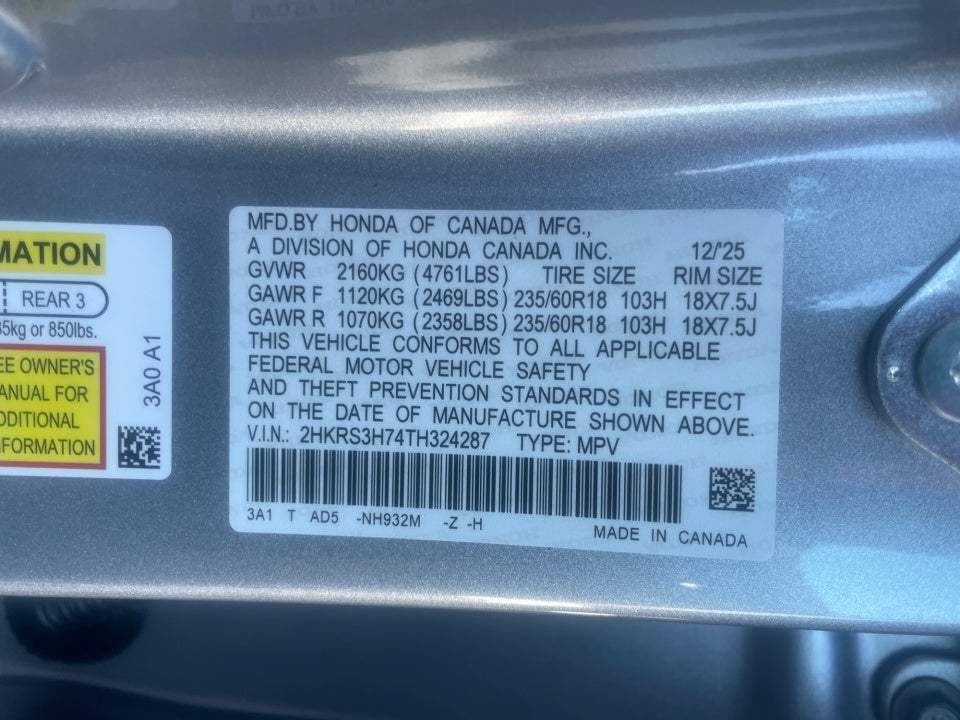 MATION
REAR 3
85kg or 850lbs.
EE OWNER'S
ANUAL FOR
DDITIONAL
NFORMATION
3A0 A1
MFD.BY HONDA OF CANADA MFG.,
A DIVISION OF HONDA CANADA INC. 12/'25
GVWR 2160KG (4761LBS) TIRE SIZE RIM SIZE
GAWR F 1120KG (2469LBS) 235/60R18 103H 18X7.5J
GAWR R 1070KG (2358LBS) 235/60R18 103H 18X7.5J
THIS VEHICLE CONFORMS TO ALL APPLICABLE
FEDERAL MOTOR VEHICLE SAFETY
AND THEFT PREVENTION STANDARDS IN EFFECT
ON THE DATE OF MANUFACTURE SHOWN ABOVE.
V.I.N.: 2HKRS3H74TH324287 TYPE: MPV
3A1 T AD5 -NH932M -Z -H
MADE IN CANADA